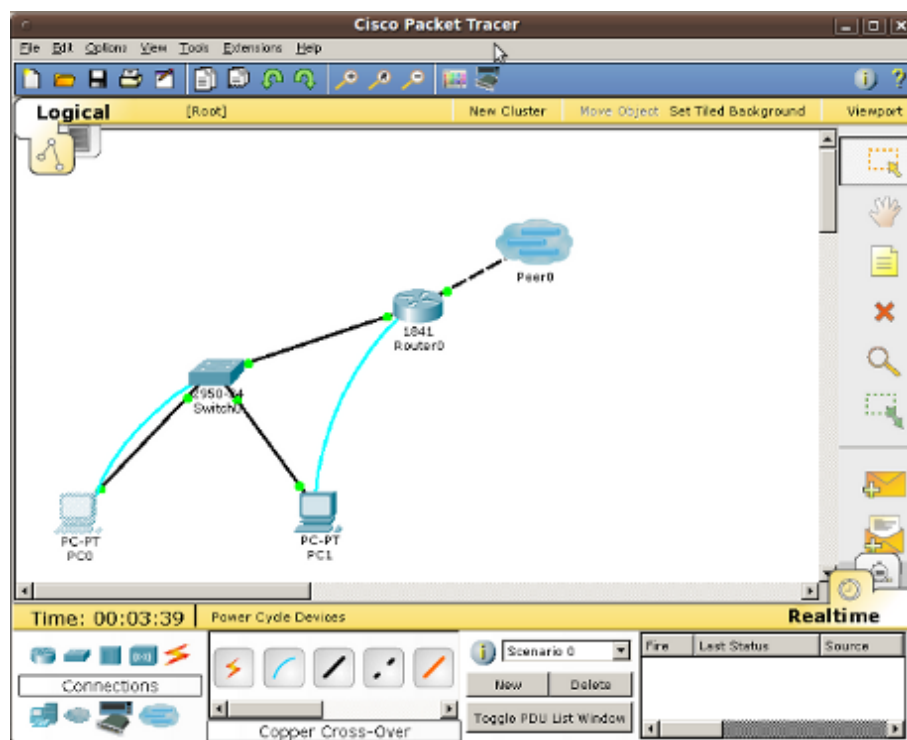 Cisco Packet Tracer
File Edit Options View Tools Extensions Help
Logical [Root] New Cluster Move Object Set Tiled Background Viewport
Peer0
1841
Router0
2950-24
Switch0
PC-PT
PC0
PC-PT
PC1
Time: 00:03:39 Power Cycle Devices Realtime
Scenario 0
Fire Last Status Source
Connections
New Delete
Toggle PDU List Window
Copper Cross-Over